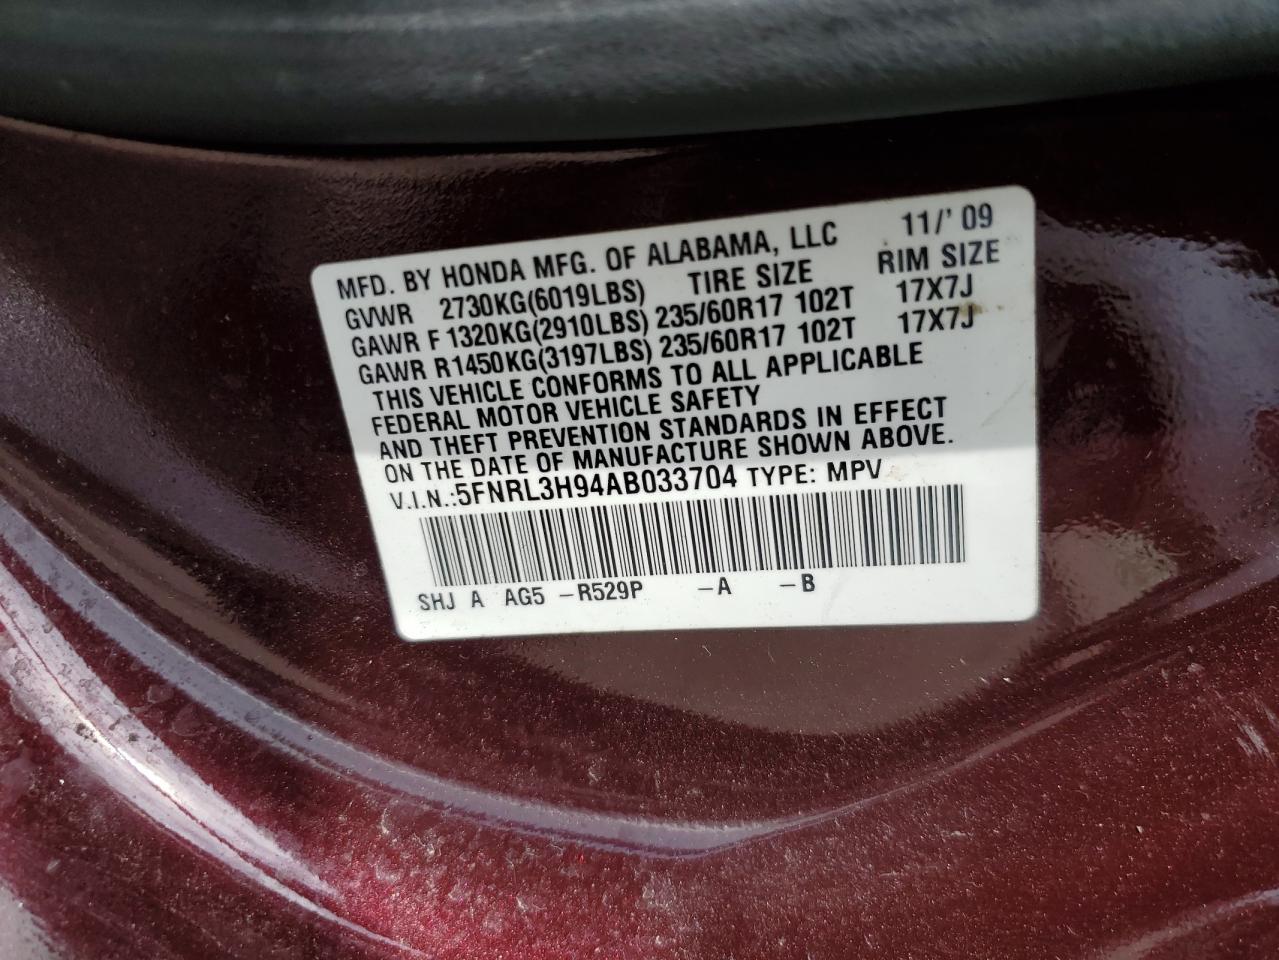 MFD. BY HONDA MFG. OF ALABAMA, LLC 11/' 09
GVWR 2730KG(6019LBS) TIRE SIZE RIM SIZE
GAWR F 1320KG(2910LBS) 235/60R17 102T 17X7J
GAWR R1450KG(3197LBS) 235/60R17 102T 17X7J
THIS VEHICLE CONFORMS TO ALL APPLICABLE
FEDERAL MOTOR VEHICLE SAFETY
AND THEFT PREVENTION STANDARDS IN EFFECT
ON THE DATE OF MANUFACTURE SHOWN ABOVE.
V.I.N.:5FNRL3H94AB033704 TYPE: MPV
SHJ A AG5 -R529P -A -B